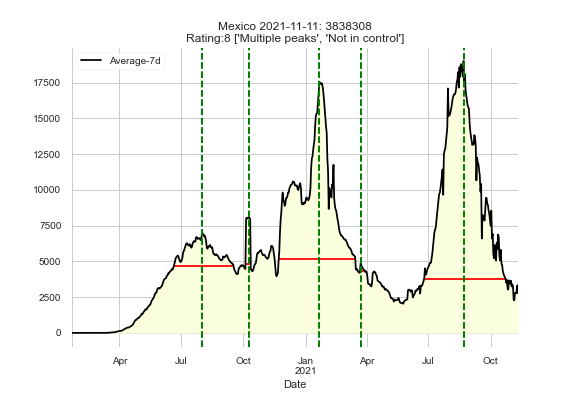 Mexico 2021-11-11: 3838308
Rating:8 ['Multiple peaks', 'Not in control']
Average-7d
17500
15000
12500
10000
7500
5000
2500
0
Apr Jul Oct Jan Apr Jul Oct
2021
Date